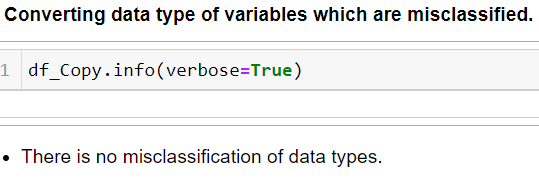 Converting data type of variables which are misclassified.
1 df_Copy.info(verbose=True)
• There is no misclassification of data types.